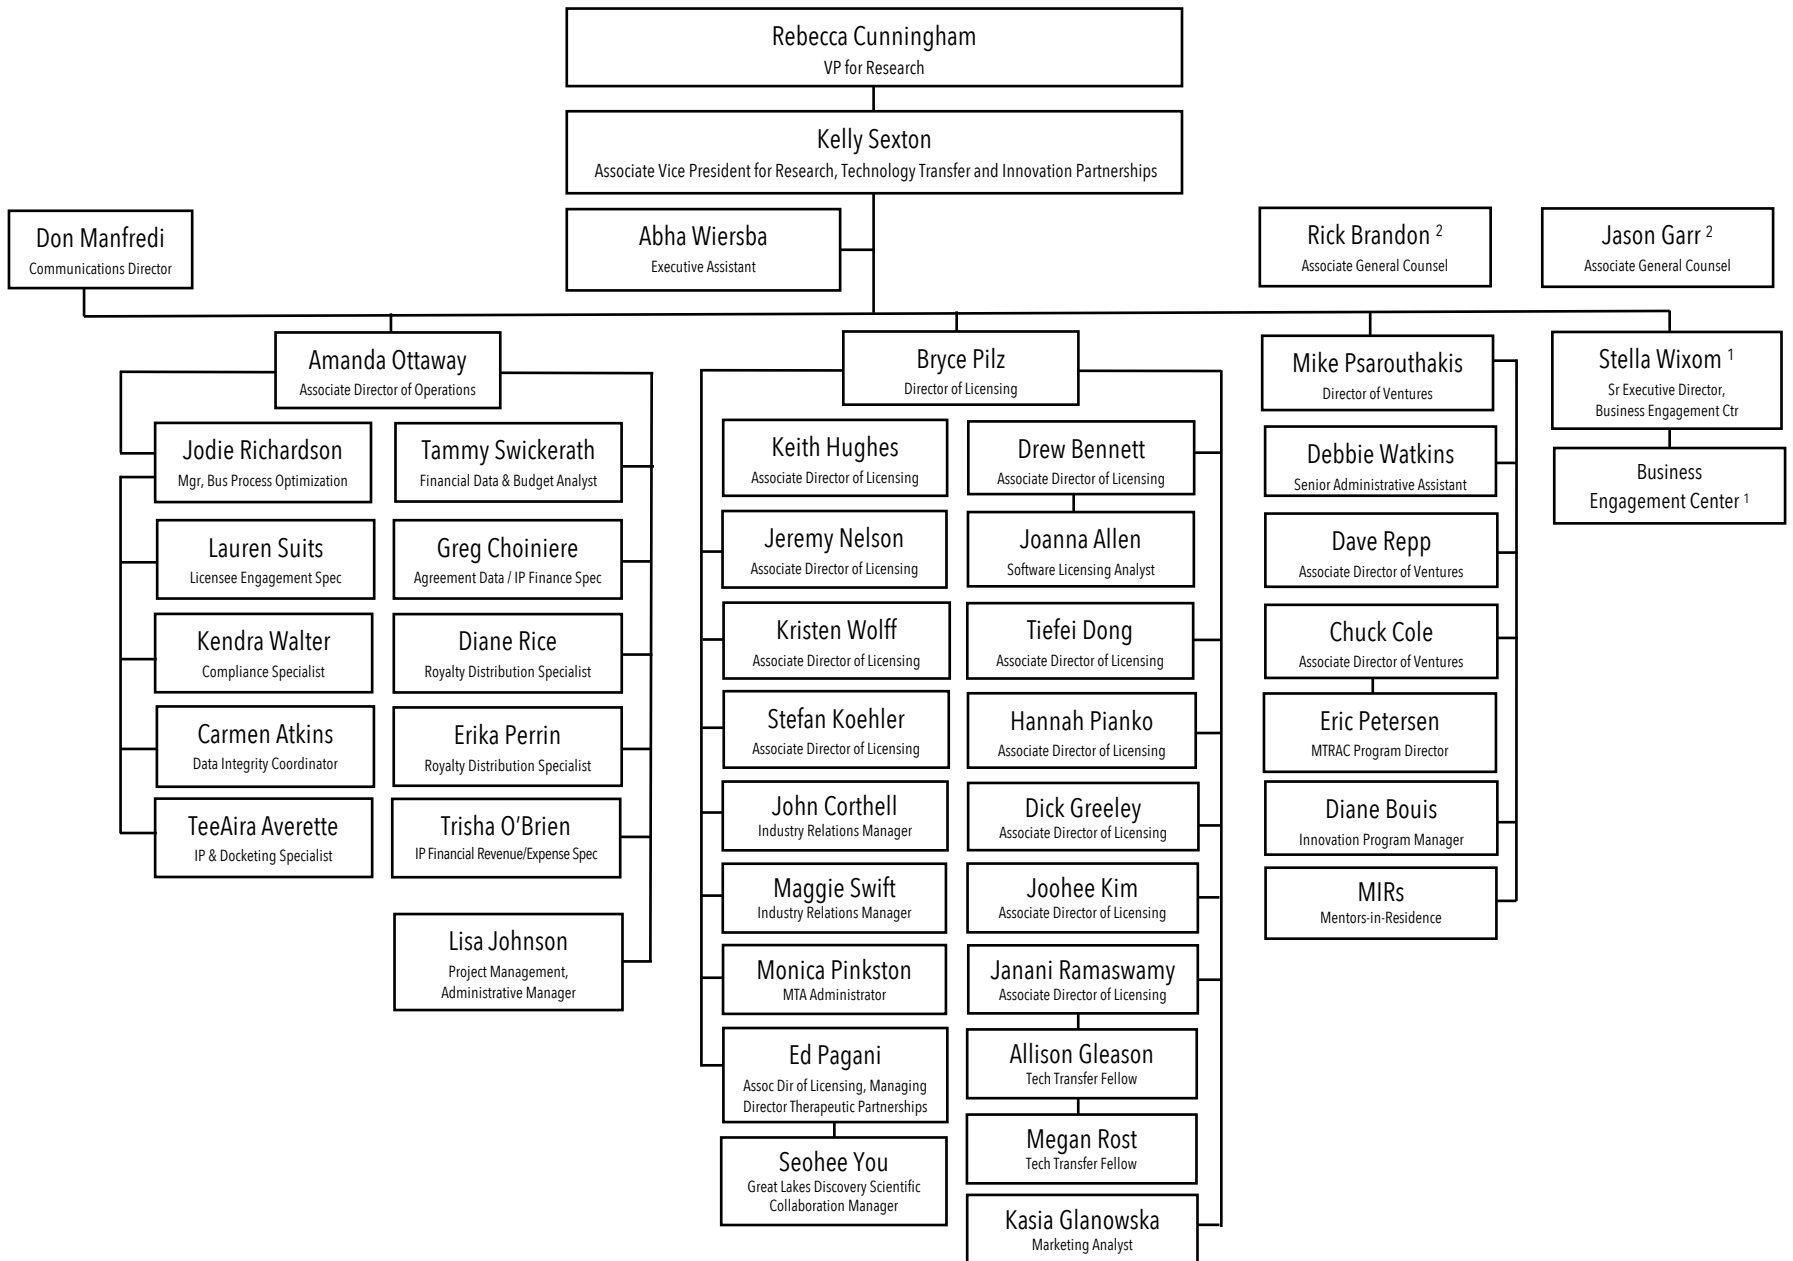 Rebecca Cunningham
VP for Research
Kelly Sexton
Associate Vice President for Research, Technology Transfer and Innovation Partnerships
Don Manfredi
Communications Director
Abha Wiersba
Executive Assistant
Rick Brandon 2
Associate General Counsel
Jason Garr 2
Associate General Counsel
Amanda Ottaway
Associate Director of Operations
Jodie Richardson
Mgr, Bus Process Optimization
Lauren Suits
Licensee Engagement Spec
Kendra Walter
Compliance Specialist
Carmen Atkins
Data Integrity Coordinator
TeeAira Averette
IP & Docketing Specialist
Tammy Swickerath
Financial Data & Budget Analyst
Greg Choiniere
Agreement Data / IP Finance Spec
Diane Rice
Royalty Distribution Specialist
Erika Perrin
Royalty Distribution Specialist
Trisha O’Brien
IP Financial Revenue/Expense Spec
Lisa Johnson
Project Management,
Administrative Manager
Bryce Pilz
Director of Licensing
Keith Hughes
Associate Director of Licensing
Jeremy Nelson
Associate Director of Licensing
Kristen Wolff
Associate Director of Licensing
Stefan Koehler
Associate Director of Licensing
John Corthell
Industry Relations Manager
Maggie Swift
Industry Relations Manager
Monica Pinkston
MTA Administrator
Ed Pagani
Assoc Dir of Licensing, Managing
Director Therapeutic Partnerships
Seohee You
Great Lakes Discovery Scientific
Collaboration Manager
Drew Bennett
Associate Director of Licensing
Joanna Allen
Software Licensing Analyst
Tiefei Dong
Associate Director of Licensing
Hannah Pianko
Associate Director of Licensing
Dick Greeley
Associate Director of Licensing
Joohee Kim
Associate Director of Licensing
Janani Ramaswamy
Associate Director of Licensing
Allison Gleason
Tech Transfer Fellow
Megan Rost
Tech Transfer Fellow
Kasia Glanowska
Marketing Analyst
Mike Psarouthakis
Director of Ventures
Debbie Watkins
Senior Administrative Assistant
Dave Repp
Associate Director of Ventures
Chuck Cole
Associate Director of Ventures
Eric Petersen
MTRAC Program Director
Diane Bouis
Innovation Program Manager
MIRs
Mentors-in-Residence
Stella Wixom 1
Sr Executive Director,
Business Engagement Ctr
Business
Engagement Center 1